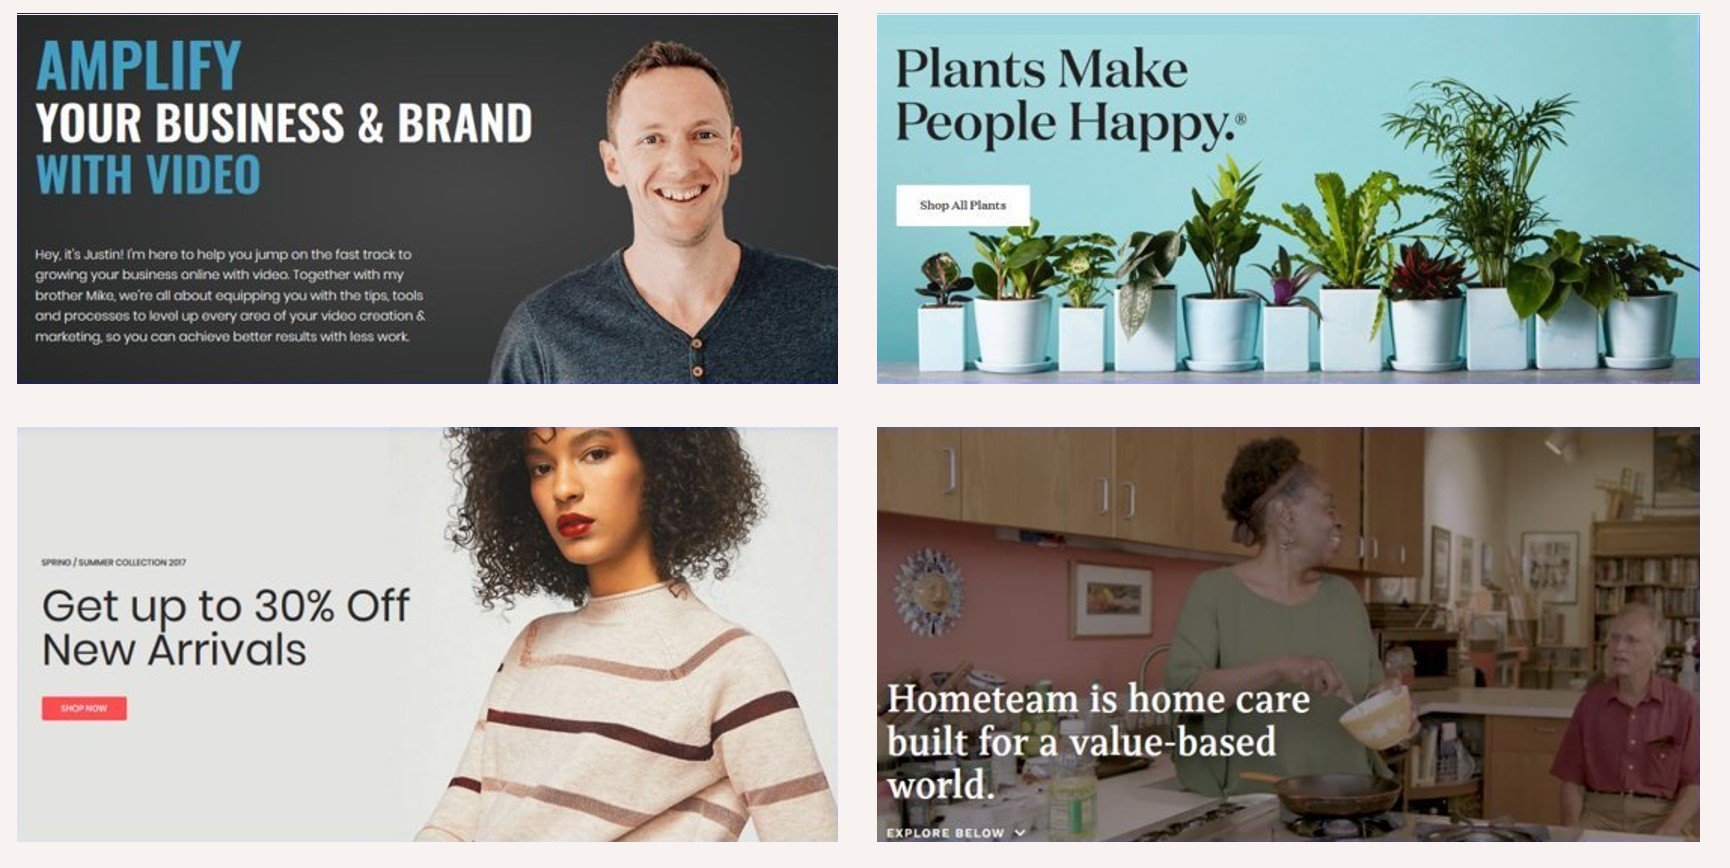 AMPLIFY
YOUR BUSINESS & BRAND
WITH VIDEO
Hey, it's Justin! I'm here to help you jump on the fast track to
growing your business online with video. Together with my
brother Mike, we're all about equipping you with the tips, tools
and processes to level up every area of your video creation &
marketing, so you can achieve better results with less work.
Plants Make
People Happy.®
Shop All Plants
SPRING / SUMMER COLLECTION 2017
Get up to 30% Off
New Arrivals
SHOP NOW
Hometeam is home care
built for a value-based
world.
EXPLORE BELOW